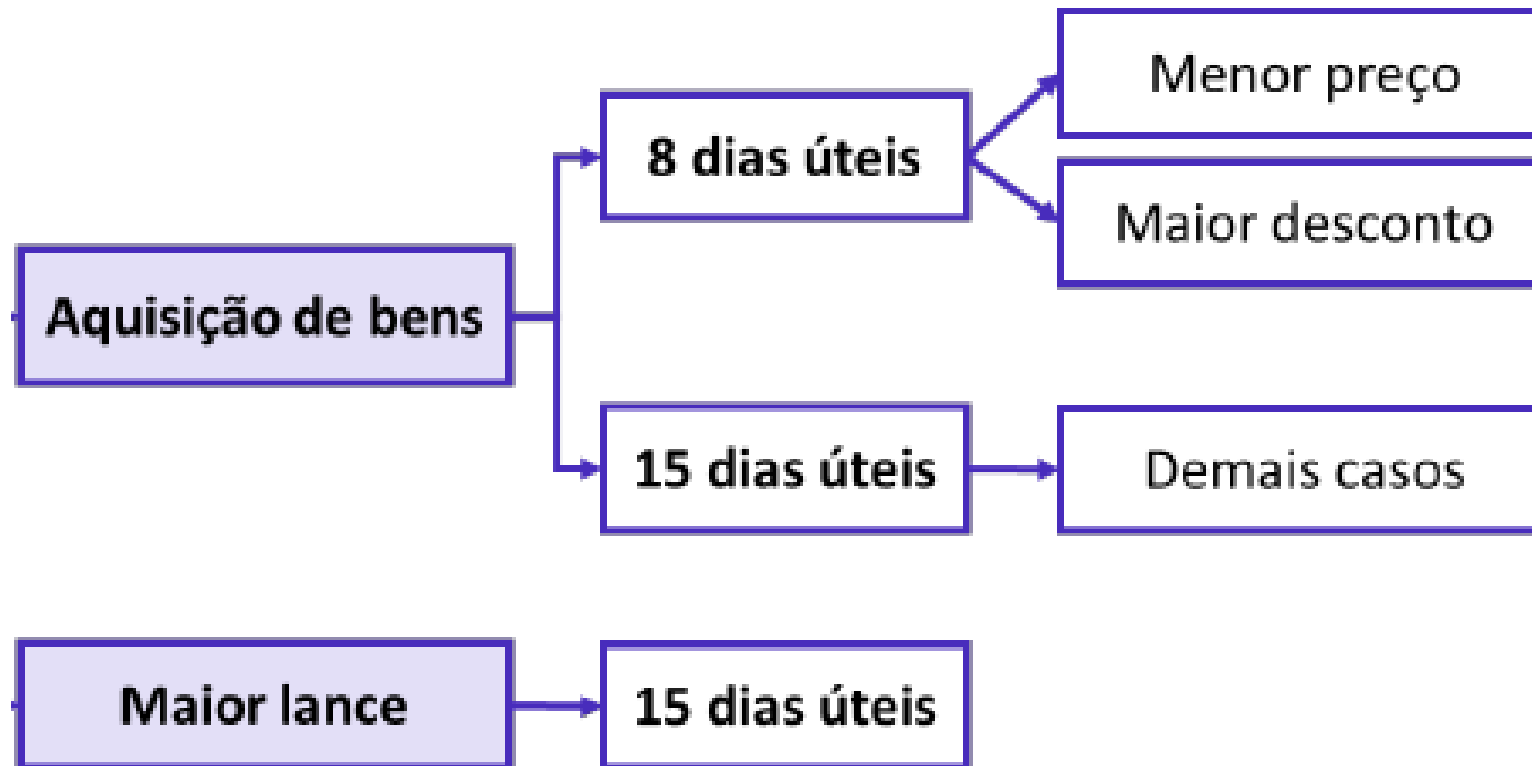 Menor preço
8 dias úteis
Maior desconto
Aquisição de bens
15 dias úteis
Demais casos
Maior lance
15 dias úteis